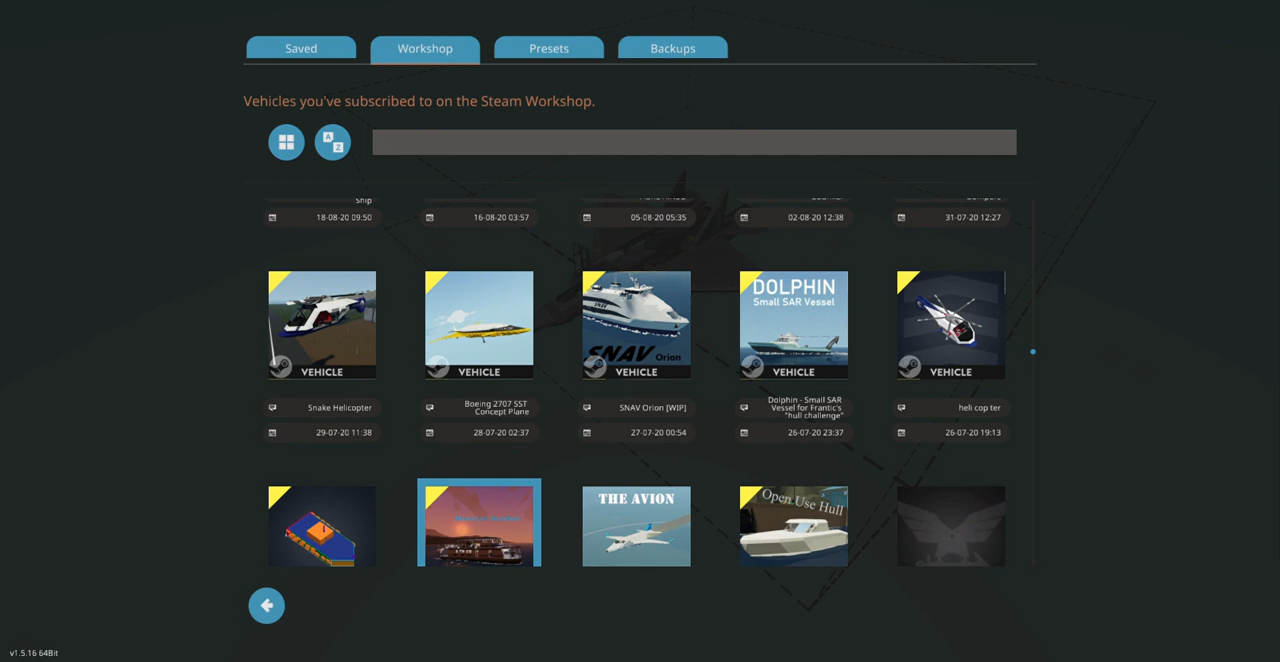 Saved
Workshop
Presets
Backups
Vehicles you've subscribed to on the Steam Workshop.
A
Z
Ship
18-08-20 09:50
16-08-20 03:57
05-08-20 05:35
02-08-20 12:38
31-07-20 12:27
SNAV
SNAV Orion
DOLPHIN
Small SAR Vessel
VEHICLE
VEHICLE
VEHICLE
VEHICLE
VEHICLE
Snake Helicopter
Boeing 2707 SST
Concept Plane
SNAV Orion [WIP]
Dolphin - Small SAR
Vessel for Frantic's
"hull challenge"
heli cop ter
29-07-20 11:38
28-07-20 02:37
27-07-20 00:54
26-07-20 23:37
26-07-20 19:13
THE AVION
Open Use Hull
v1.5.16 64Bit